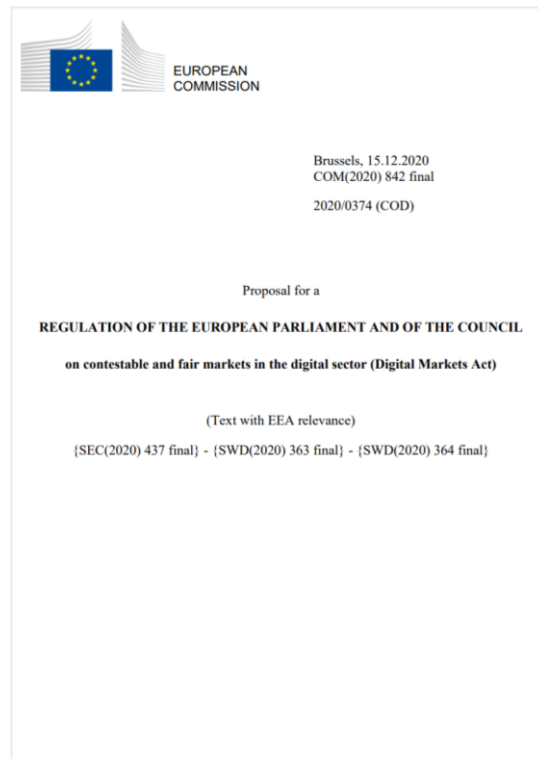 EUROPEAN
COMMISSION
Brussels, 15.12.2020
COM(2020) 842 final
2020/0374 (COD)
Proposal for a
REGULATION OF THE EUROPEAN PARLIAMENT AND OF THE COUNCIL
on contestable and fair markets in the digital sector (Digital Markets Act)
(Text with EEA relevance)
{SEC(2020) 437 final} - {SWD(2020) 363 final} - {SWD(2020) 364 final}